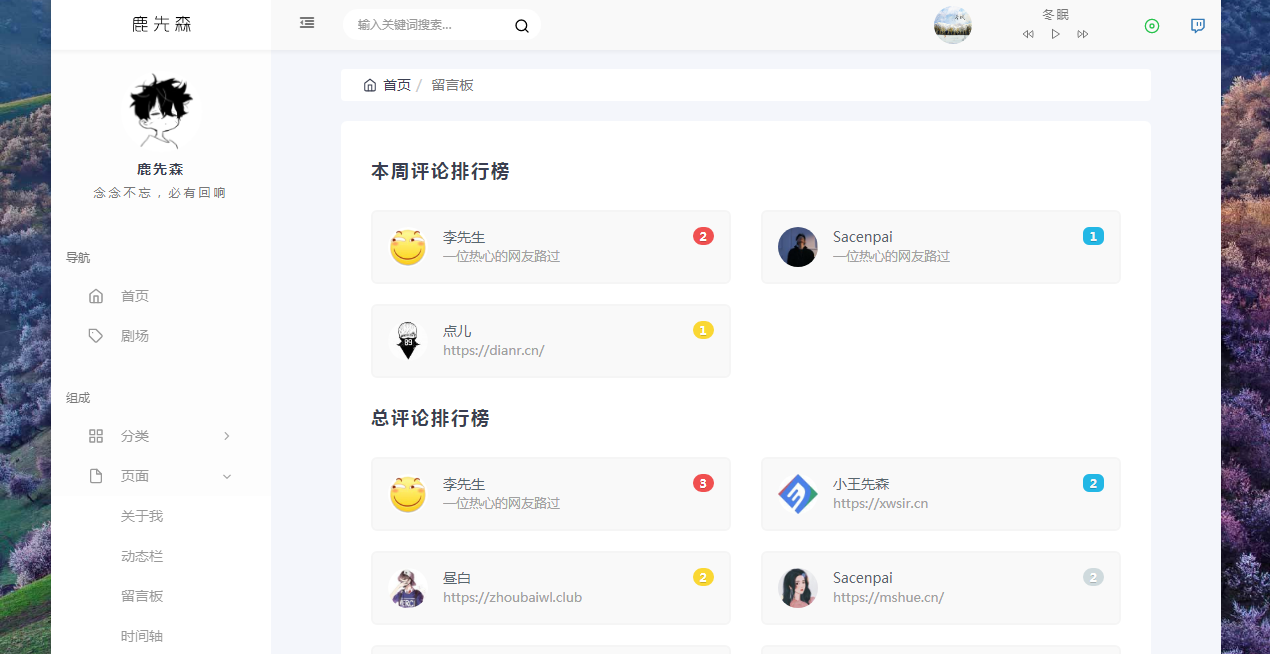 鹿先森
输入关键词搜索...
冬眠
首页 / 留言板
鹿先森
念念不忘，必有回响
导航
首页
剧场
组成
分类
页面
关于我
动态栏
留言板
时间轴
本周评论排行榜
李先生
2
一位热心的网友路过
Sacenpai
1
一位热心的网友路过
点儿
1
https://dianr.cn/
总评论排行榜
李先生
3
一位热心的网友路过
小王先森
2
https://xwsir.cn
昼白
2
https://zhoubaiwl.club
Sacenpai
2
https://mshue.cn/